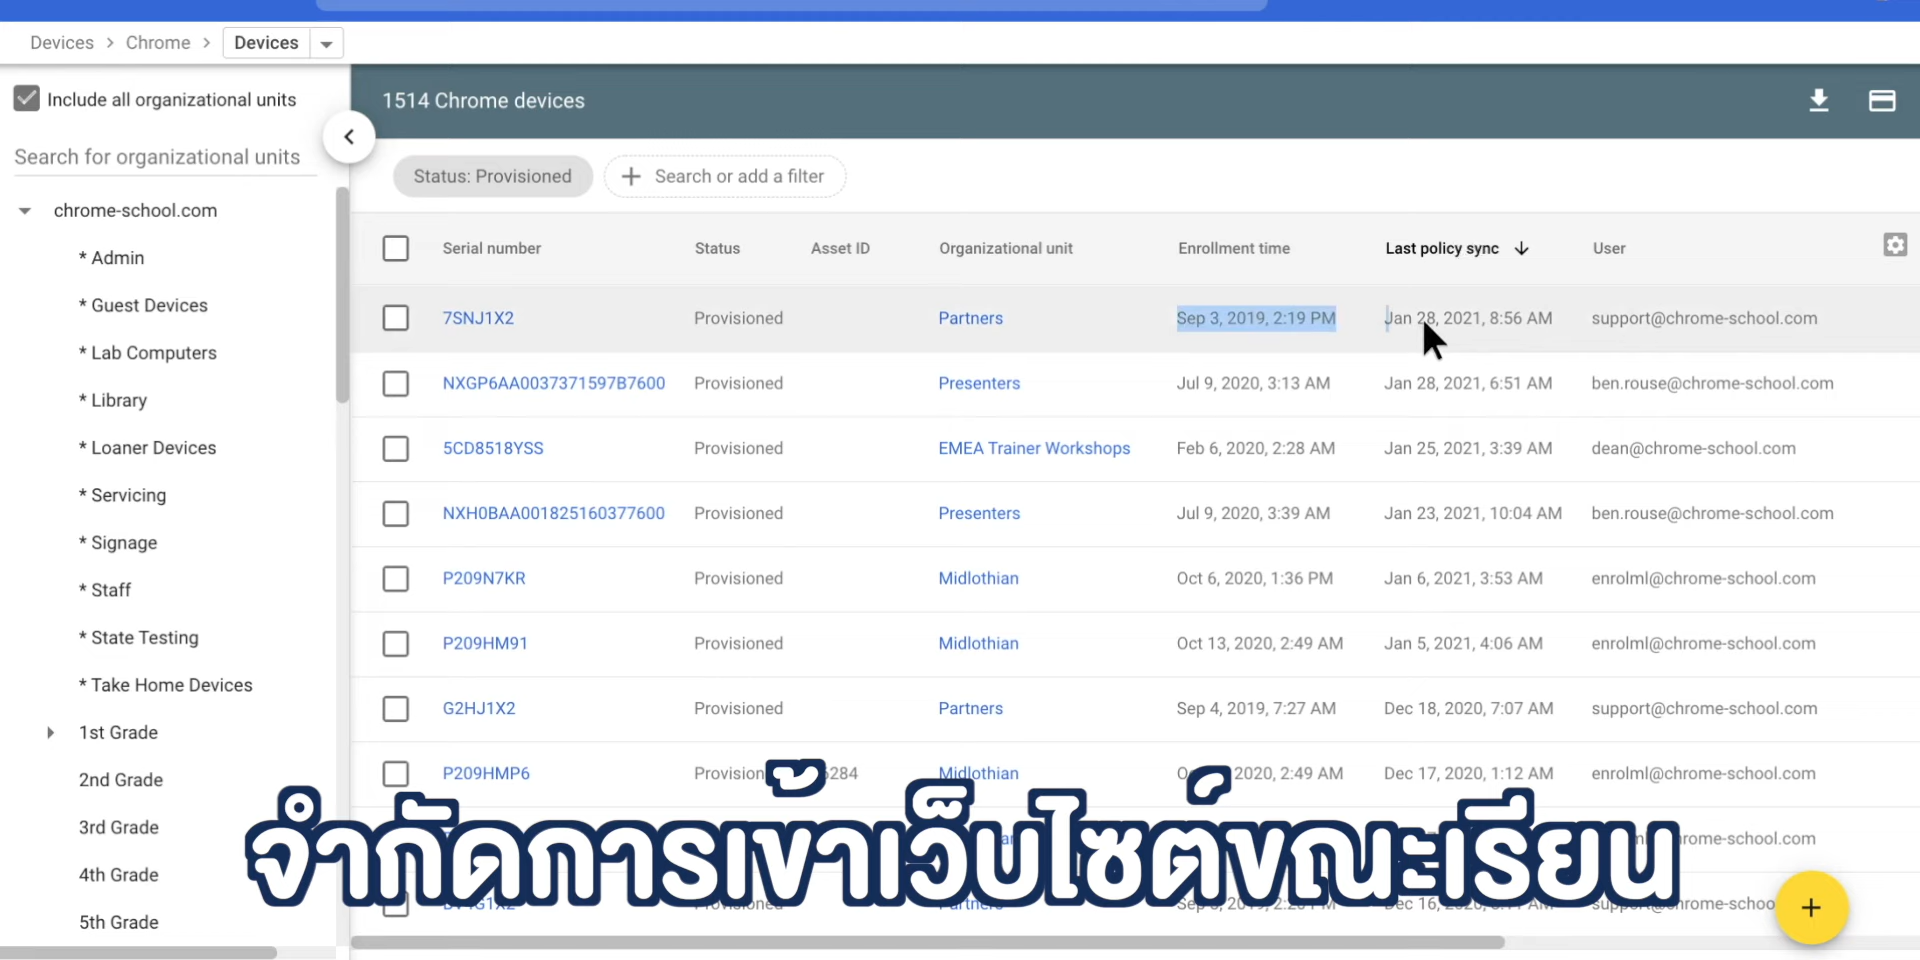 Devices > Chrome > Devices
Include all organizational units
Search for organizational units
chrome-school.com
* Admin
* Guest Devices
* Lab Computers
* Library
* Loaner Devices
* Servicing
* Signage
* Staff
* State Testing
* Take Home Devices
1st Grade
2nd Grade
3rd Grade
4th Grade
5th Grade
1514 Chrome devices
Status: Provisioned + Search or add a filter
Serial number Status Asset ID Organizational unit Enrollment time Last policy sync User
7SNJ1X2 Provisioned Partners Sep 3, 2019, 2:19 PM Jan 28, 2021, 8:56 AM support@chrome-school.com
NXGP6AA0037371597B7600 Provisioned Presenters Jul 9, 2020, 3:13 AM Jan 28, 2021, 6:51 AM ben.rouse@chrome-school.com
5CD8518YSS Provisioned EMEA Trainer Workshops Feb 6, 2020, 2:28 AM Jan 25, 2021, 3:39 AM dean@chrome-school.com
NXH0BAA001825160377600 Provisioned Presenters Jul 9, 2020, 3:39 AM Jan 23, 2021, 10:04 AM ben.rouse@chrome-school.com
P209N7KR Provisioned Midlothian Oct 6, 2020, 1:36 PM Jan 6, 2021, 3:53 AM enrolml@chrome-school.com
P209HM91 Provisioned Midlothian Oct 13, 2020, 2:49 AM Jan 5, 2021, 4:06 AM enrolml@chrome-school.com
G2HJ1X2 Provisioned Partners Sep 4, 2019, 7:27 AM Dec 18, 2020, 7:07 AM support@chrome-school.com
P209HMP6 Midlothian 2020, 2:49 AM Dec 17, 2020, 1:12 AM enrolml@chrome-school.com
จำกัดการเข้าเว็บไซต์ขณะเรียน